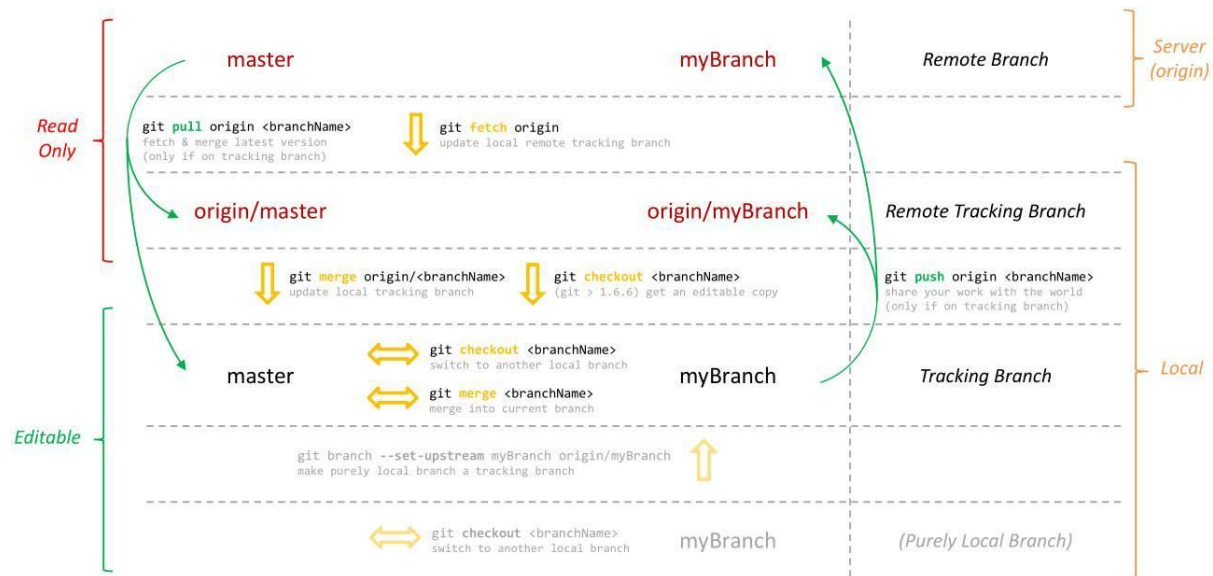 master
myBranch
Remote Branch
Server
(origin)
Read
Only
git pull origin <branchName>
fetch & merge latest version
(only if on tracking branch)
git fetch origin
update local remote tracking branch
origin/master
origin/myBranch
Remote Tracking Branch
git merge origin/<branchName>
update local tracking branch
git checkout <branchName>
(git > 1.6.6) get an editable copy
git push origin <branchName>
share your work with the world
(only if on tracking branch)
git checkout <branchName>
switch to another local branch
master
myBranch
Tracking Branch
Local
git merge <branchName>
merge into current branch
Editable
git branch --set-upstream myBranch origin/myBranch
make purely local branch a tracking branch
git checkout <branchName>
switch to another local branch
myBranch
(Purely Local Branch)